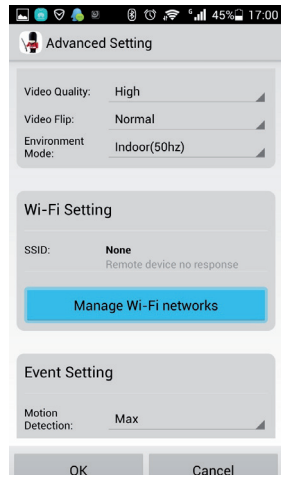 45% 17:00
Advanced Setting
Video Quality: High
Video Flip: Normal
Environment Mode: Indoor(50hz)
Wi-Fi Setting
SSID: None
Remote device no response
Manage Wi-Fi networks
Event Setting
Motion Detection: Max
OK Cancel